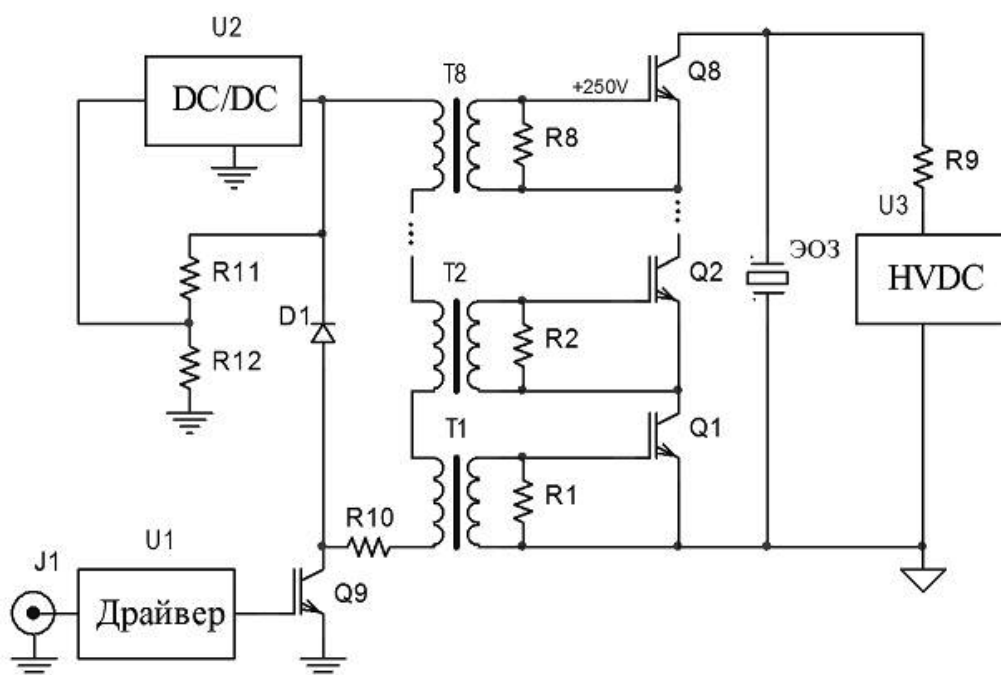 U2
DC/DC
T8
+250V
Q8
R8
R9
U3
HVDC
ЭОЗ
R11
T2
Q2
D1
R2
R12
T1
Q1
R1
R10
J1
U1
Драйвер
Q9